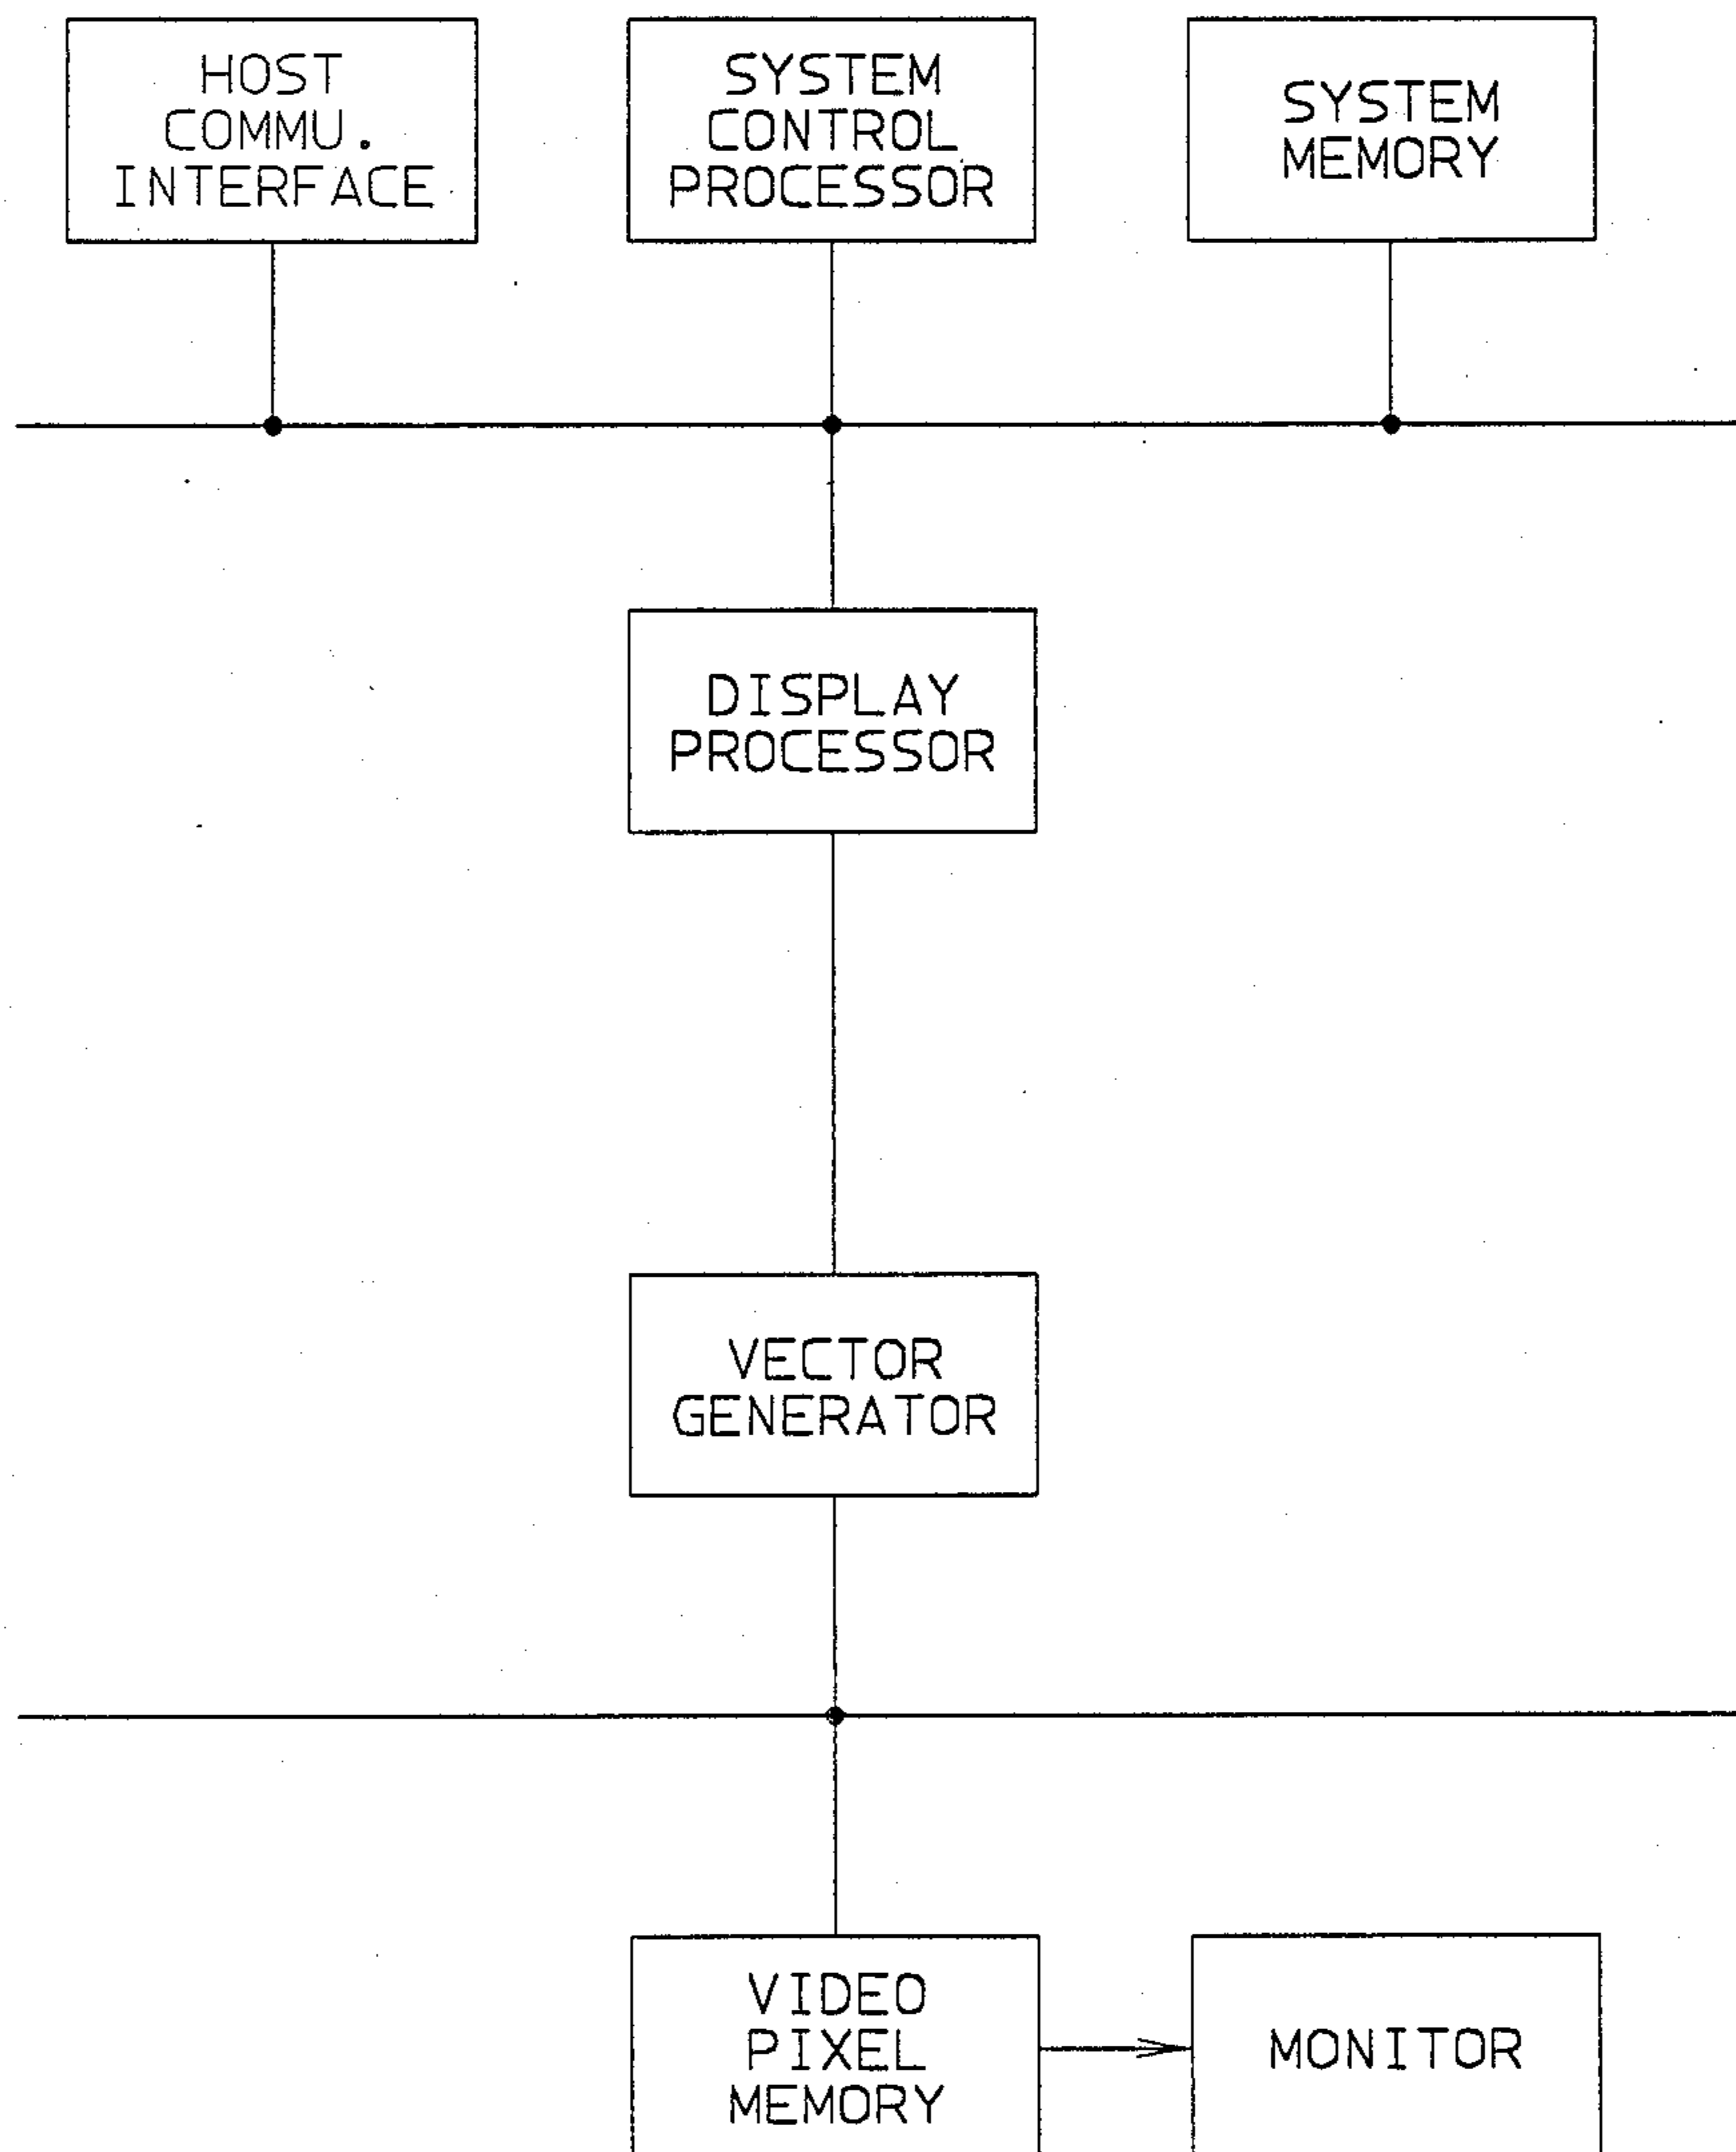 HOST
COMMU.
INTERFACE
SYSTEM
CONTROL
PROCESSOR
SYSTEM
MEMORY
DISPLAY
PROCESSOR
VECTOR
GENERATOR
VIDEO
PIXEL
MEMORY
MONITOR